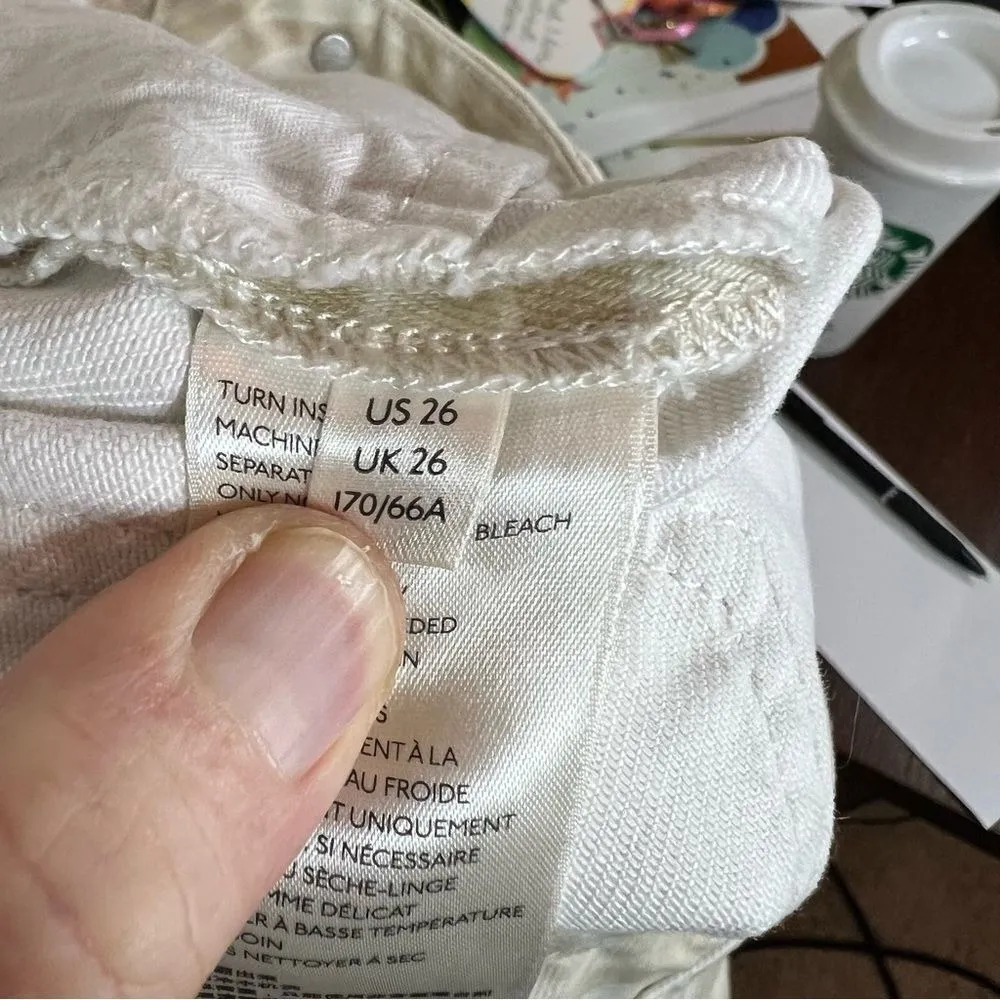 TURN INS
MACHIN
SEPARAT
ONLY N
US 26
UK 26
170/66A
BLEACH
DED
N
S
ENT À LA
AU FROIDE
T UNIQUEMENT
SI NÉCESSAIRE
U SÈCHE-LINGE
MME DÉLICAT
ER À BASSE TEMPÉRATURE
OIN
S NETTOYER À SEC